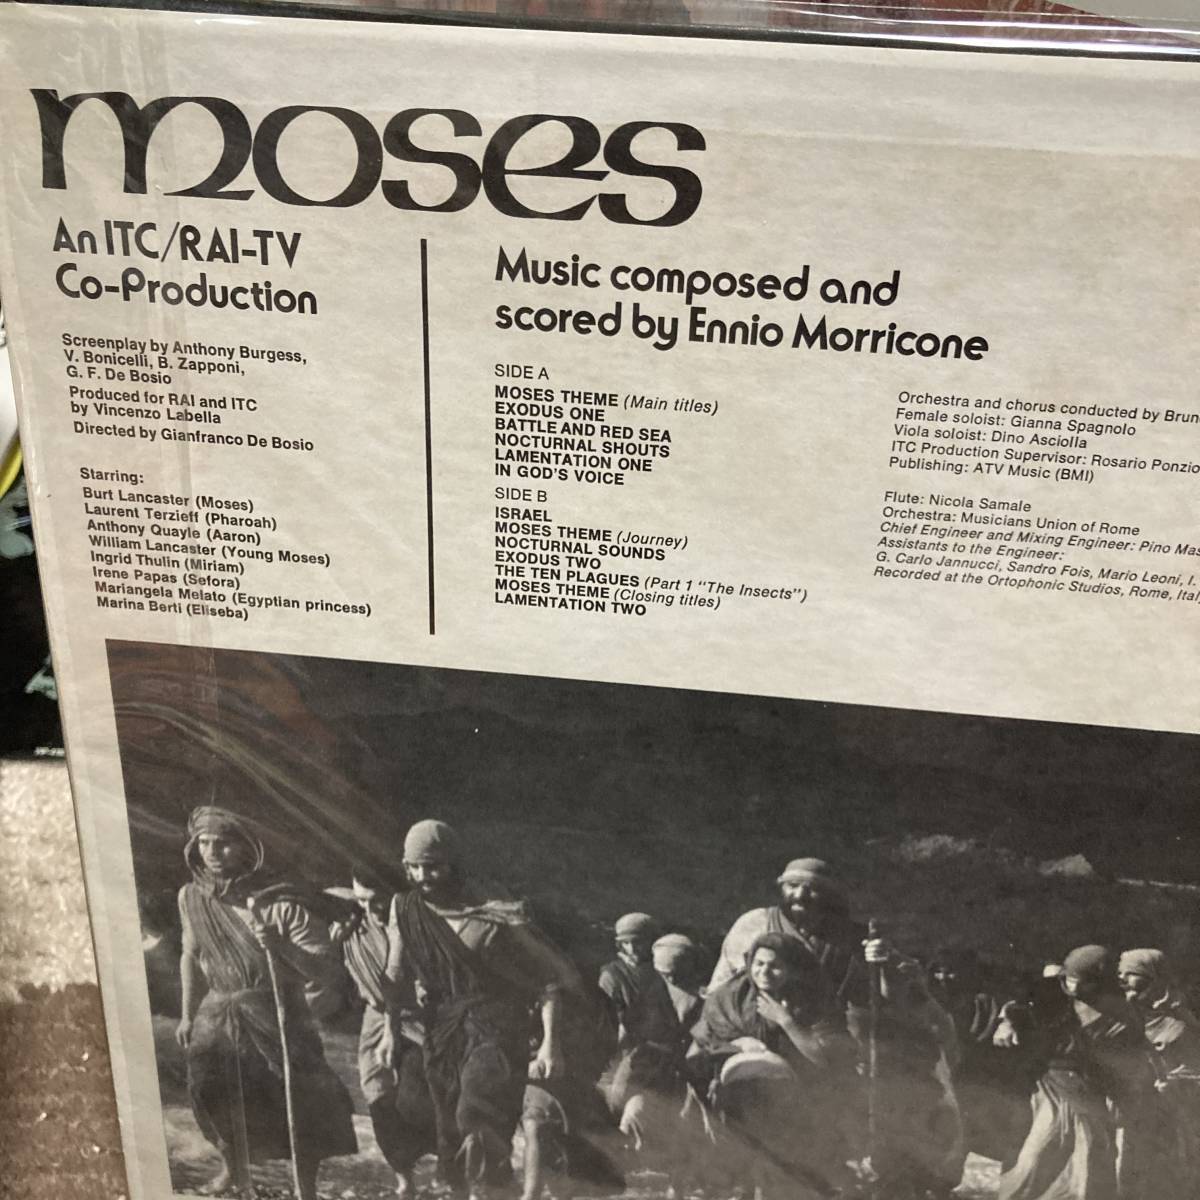 moses
An ITC/RAI-TV
Co-Production
Screenplay by Anthony Burgess,
V. Bonicelli, B. Zapponi,
G. F. De Bosio
Produced for RAI and ITC
by Vincenzo Labella
Directed by Gianfranco De Bosio
Starring:
Burt Lancaster (Moses)
Laurent Terzieff (Pharoah)
Anthony Quayle (Aaron)
William Lancaster (Young Moses)
Ingrid Thulin (Miriam)
Irene Papas (Sefora)
Mariangela Melato (Egyptian princess)
Marina Berti (Eliseba)
Music composed and
scored by Ennio Morricone
SIDE A
MOSES THEME (Main titles)
EXODUS ONE
BATTLE AND RED SEA
NOCTURNAL SHOUTS
LAMENTATION ONE
IN GOD'S VOICE
SIDE B
ISRAEL
MOSES THEME (Journey)
NOCTURNAL SOUNDS
EXODUS TWO
THE TEN PLAGUES (Part 1 "The Insects")
MOSES THEME (Closing titles)
LAMENTATION TWO
Orchestra and chorus conducted by
Female soloist: Gianna Spagnolo
Viola soloist: Dino Asciolla
ITC Production Supervisor: Rosario Ponzio
Publishing: ATV Music (BMI)
Flute: Nicola Samale
Orchestra: Musicians Union of Rome
Chief Engineer and Mixing Engineer: Pino
Assistants to the Engineer:
G. Carlo Jannucci, Sandro Fois, Mario Leoni, I.
Recorded at the Ortophonic Studios, Rome,